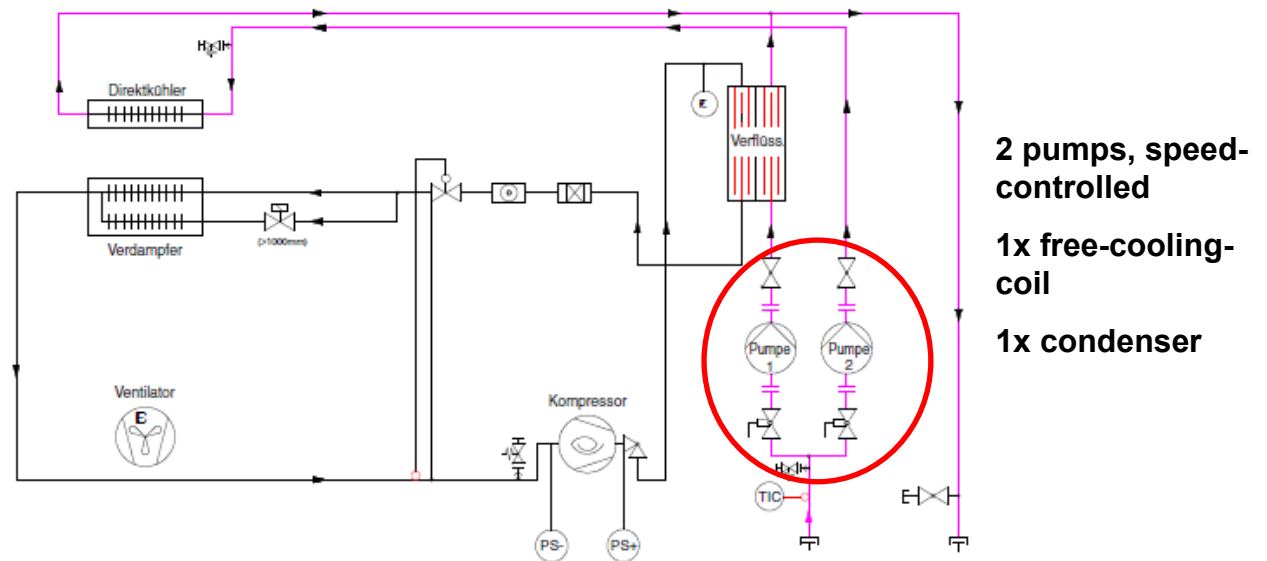 Direktkühler
E
Verflüss.
2 pumps, speed-
controlled
1x free-cooling-
coil
1x condenser
Verdampfer
(>1000mm)
Pumpe
1
Pumpe
2
Ventilator
E
Kompressor
TIC
PS-
PS+